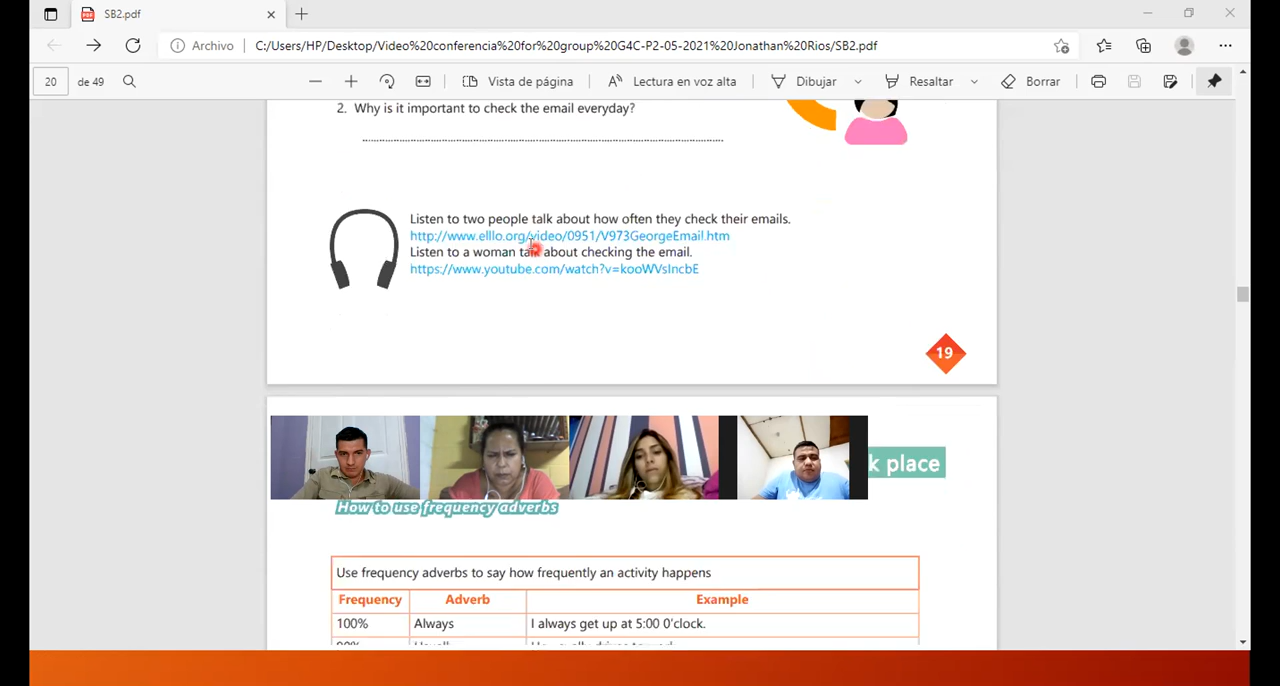 SB2.pdf
Archivo
C:/Users/HP/Desktop/Video%20conferencia%20for%20group%20G4C-P2-05-2021%20Jonathan%20Rios/SB2.pdf
20 de 49
Vista de página
Lectura en voz alta
Dibujar
Resaltar
Borrar
2. Why is it important to check the email everyday?
Listen to two people talk about how often they check their emails.
http://www.elllo.org/video/0951/V973GeorgeEmail.htm
Listen to a woman talk about checking the email.
https://www.youtube.com/watch?v=kooWVsIncbE
19
k place
How to use frequency adverbs
Use frequency adverbs to say how frequently an activity happens
Frequency Adverb Example
100% Always I always get up at 5:00 0'clock.